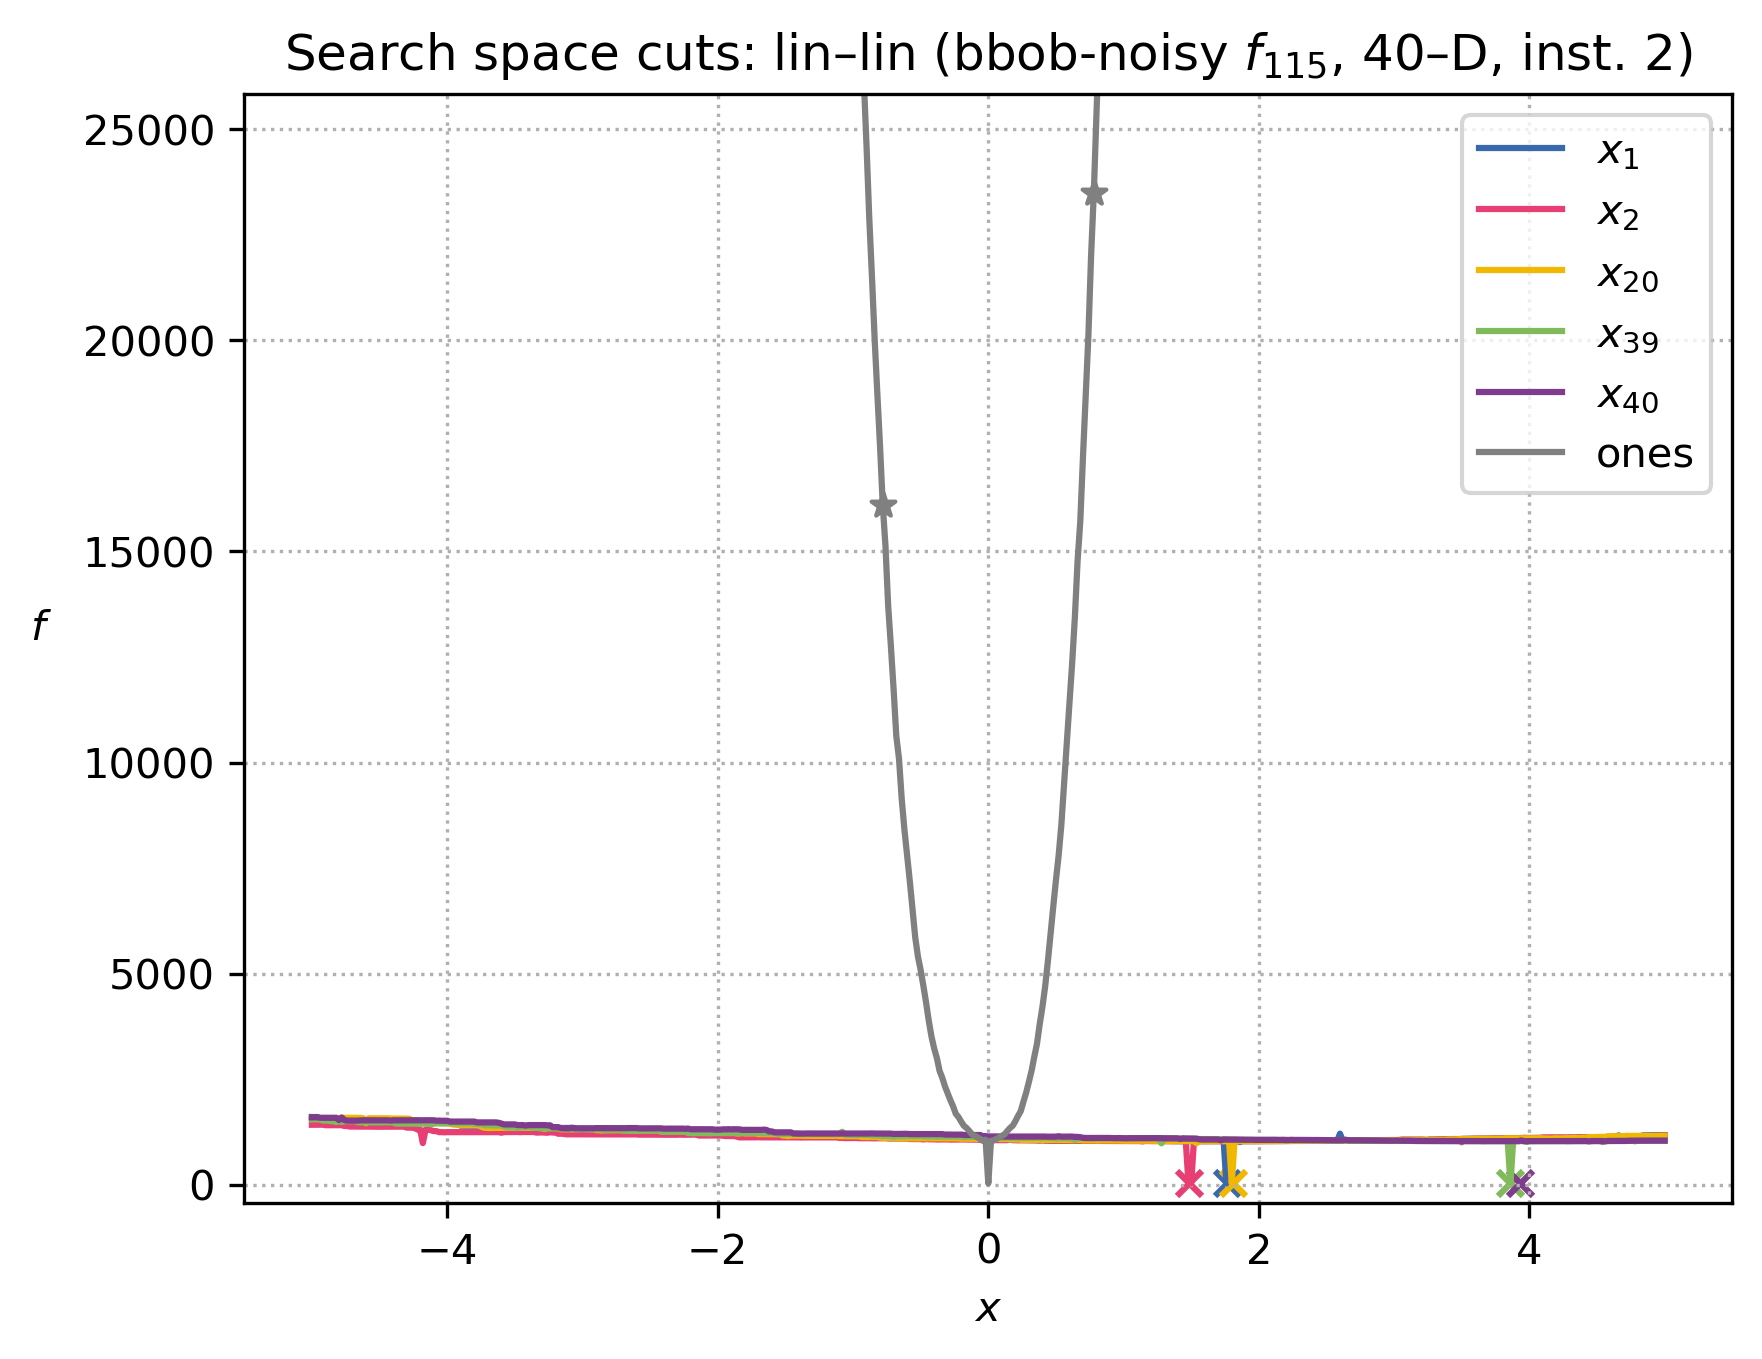 Search space cuts: lin–lin (bbob-noisy f₁₁₅, 40–D, inst. 2)
25000
20000
15000
10000
5000
0
f
−4
−2
0
2
4
x
x₁
x₂
x₂₀
x₃₉
x₄₀
ones